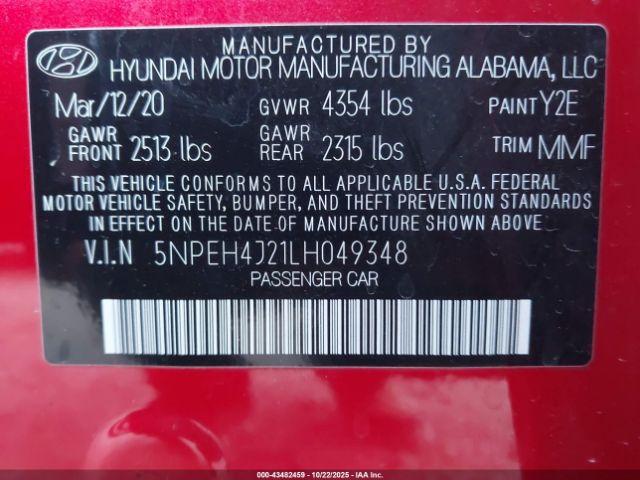 MANUFACTURED BY
HYUNDAI MOTOR MANUFACTURING ALABAMA, LLC
Mar/12/20 GVWR 4354 lbs PAINT Y2E
GAWR FRONT 2513 lbs GAWR REAR 2315 lbs TRIM MMF
THIS VEHICLE CONFORMS TO ALL APPLICABLE U.S.A. FEDERAL
MOTOR VEHICLE SAFETY, BUMPER, AND THEFT PREVENTION STANDARDS
IN EFFECT ON THE DATE OF MANUFACTURE SHOWN ABOVE.
V.I.N 5NPEH4J21LH049348
PASSENGER CAR
000-43482459 - 10/22/2025 - IAA Inc.